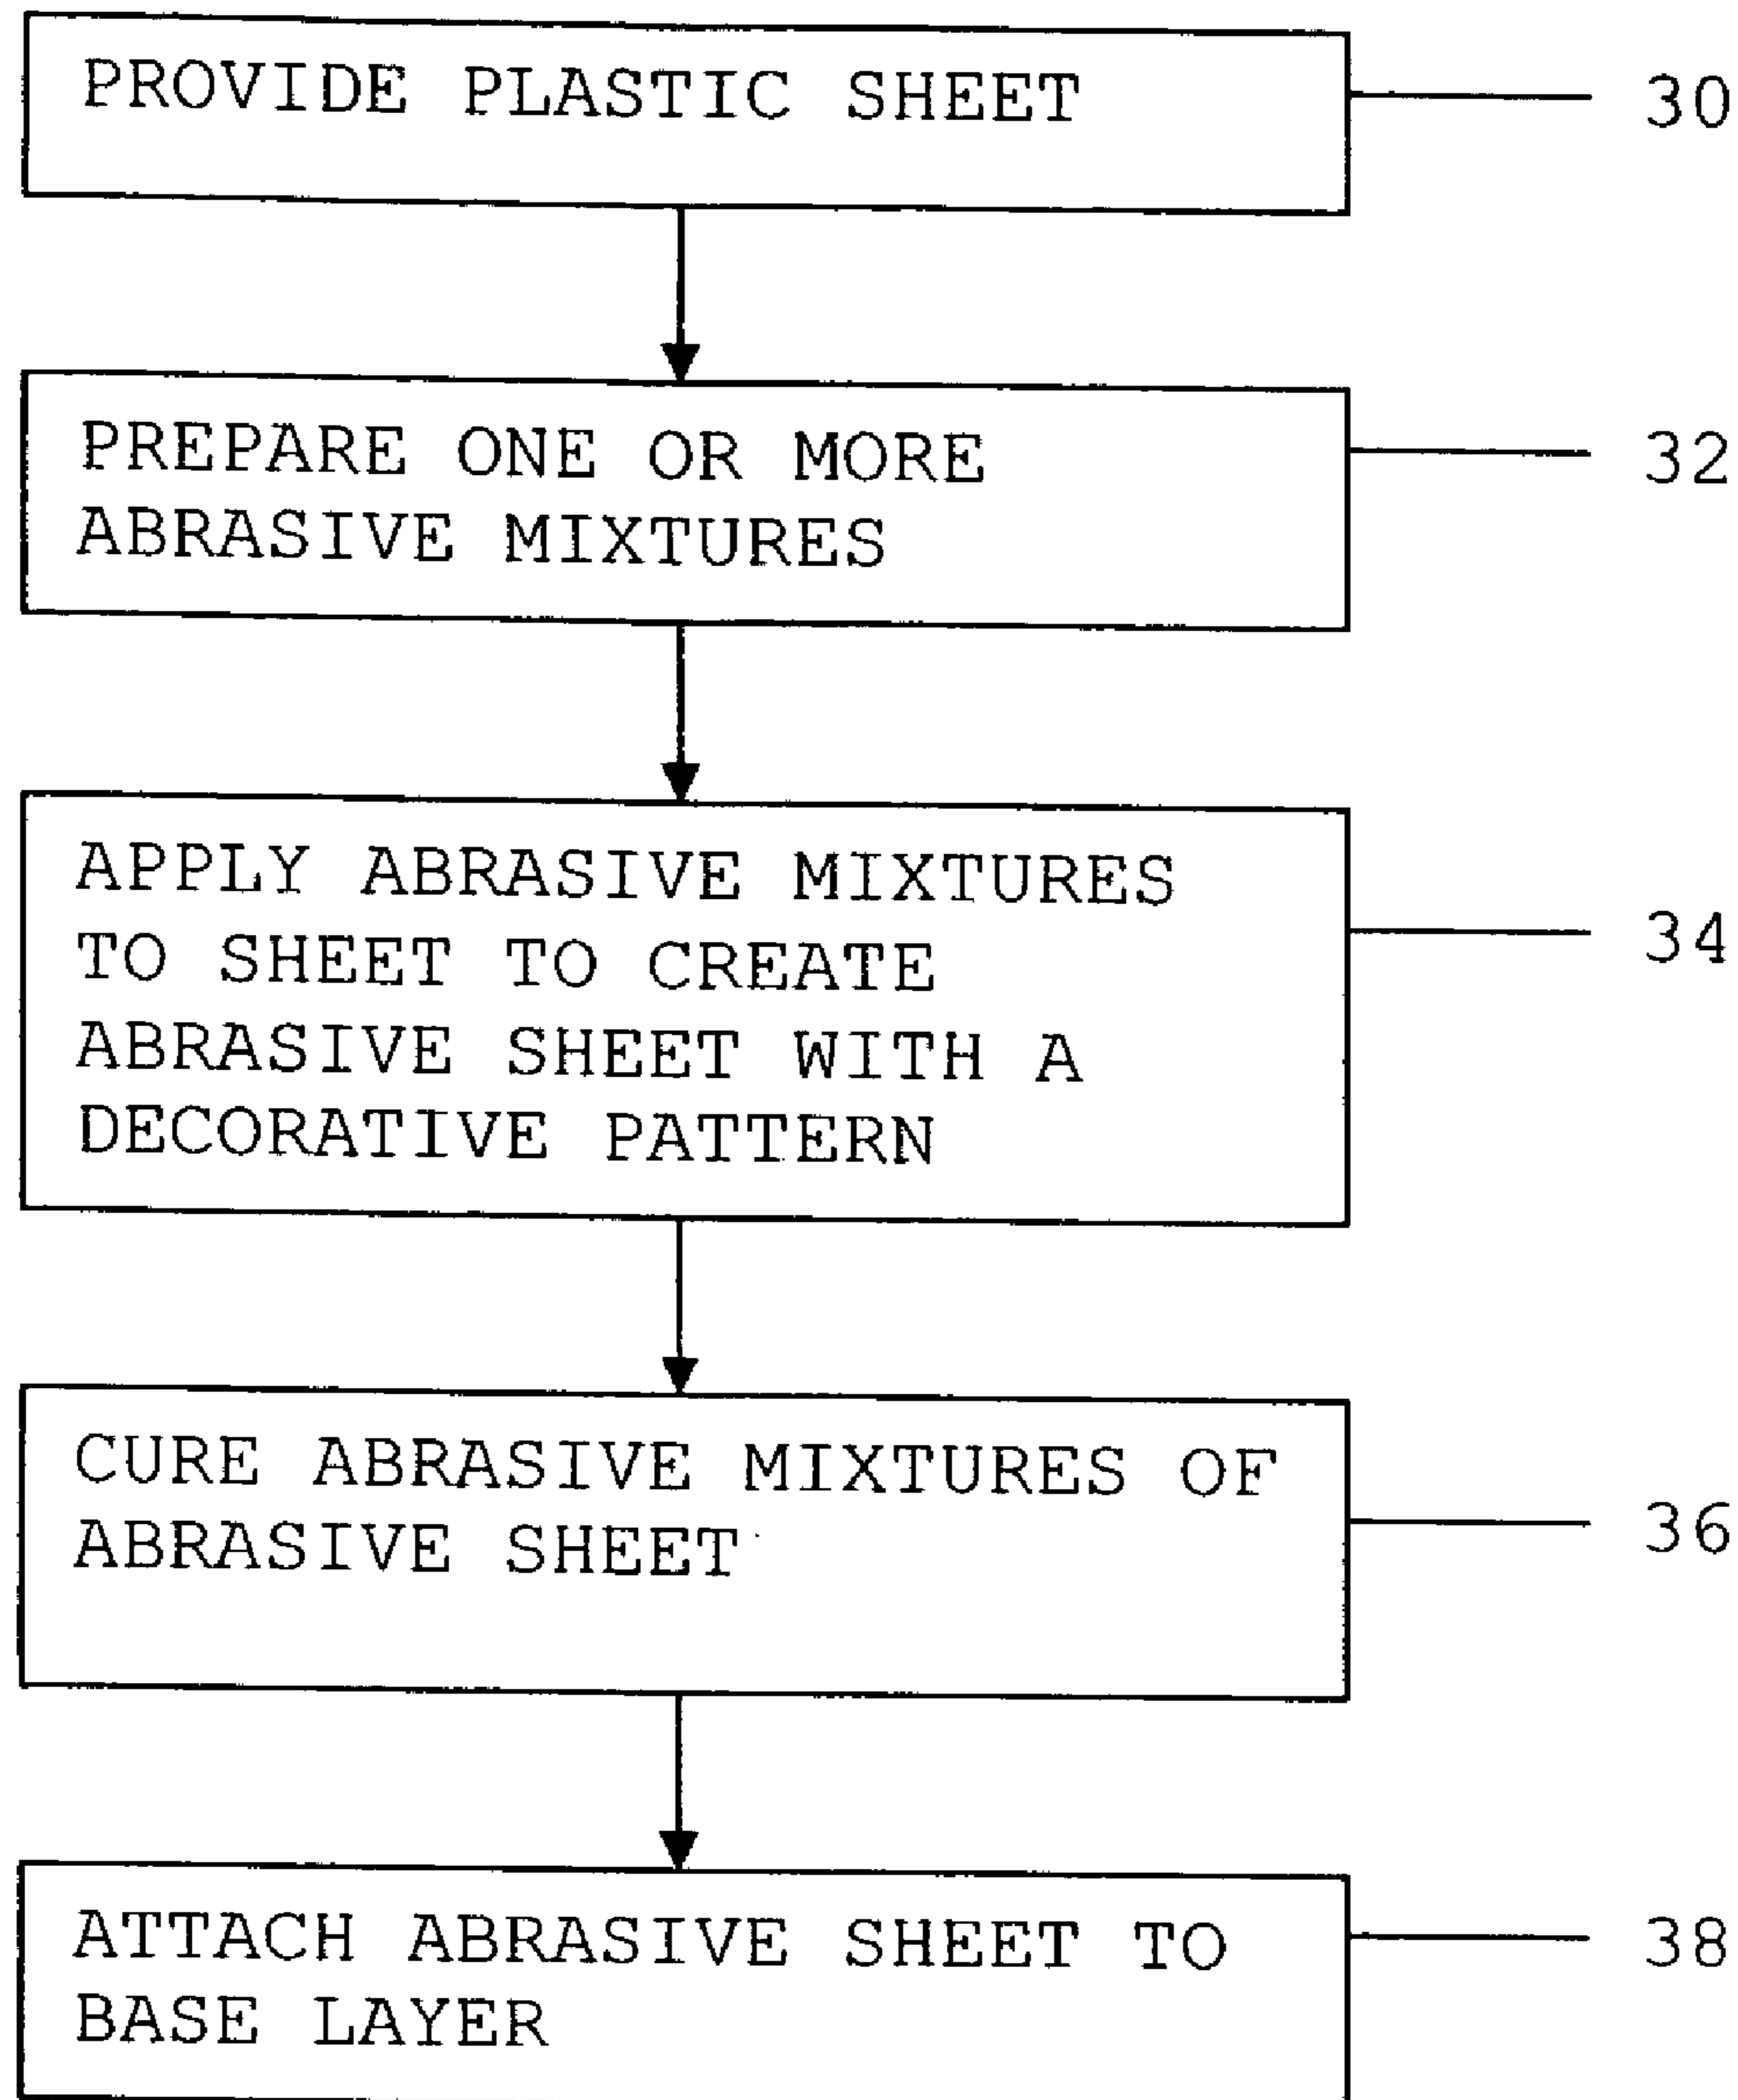 PROVIDE PLASTIC SHEET
30
PREPARE ONE OR MORE
ABRASIVE MIXTURES
32
APPLY ABRASIVE MIXTURES
TO SHEET TO CREATE
ABRASIVE SHEET WITH A
DECORATIVE PATTERN
34
CURE ABRASIVE MIXTURES OF
ABRASIVE SHEET
36
ATTACH ABRASIVE SHEET TO
BASE LAYER
38